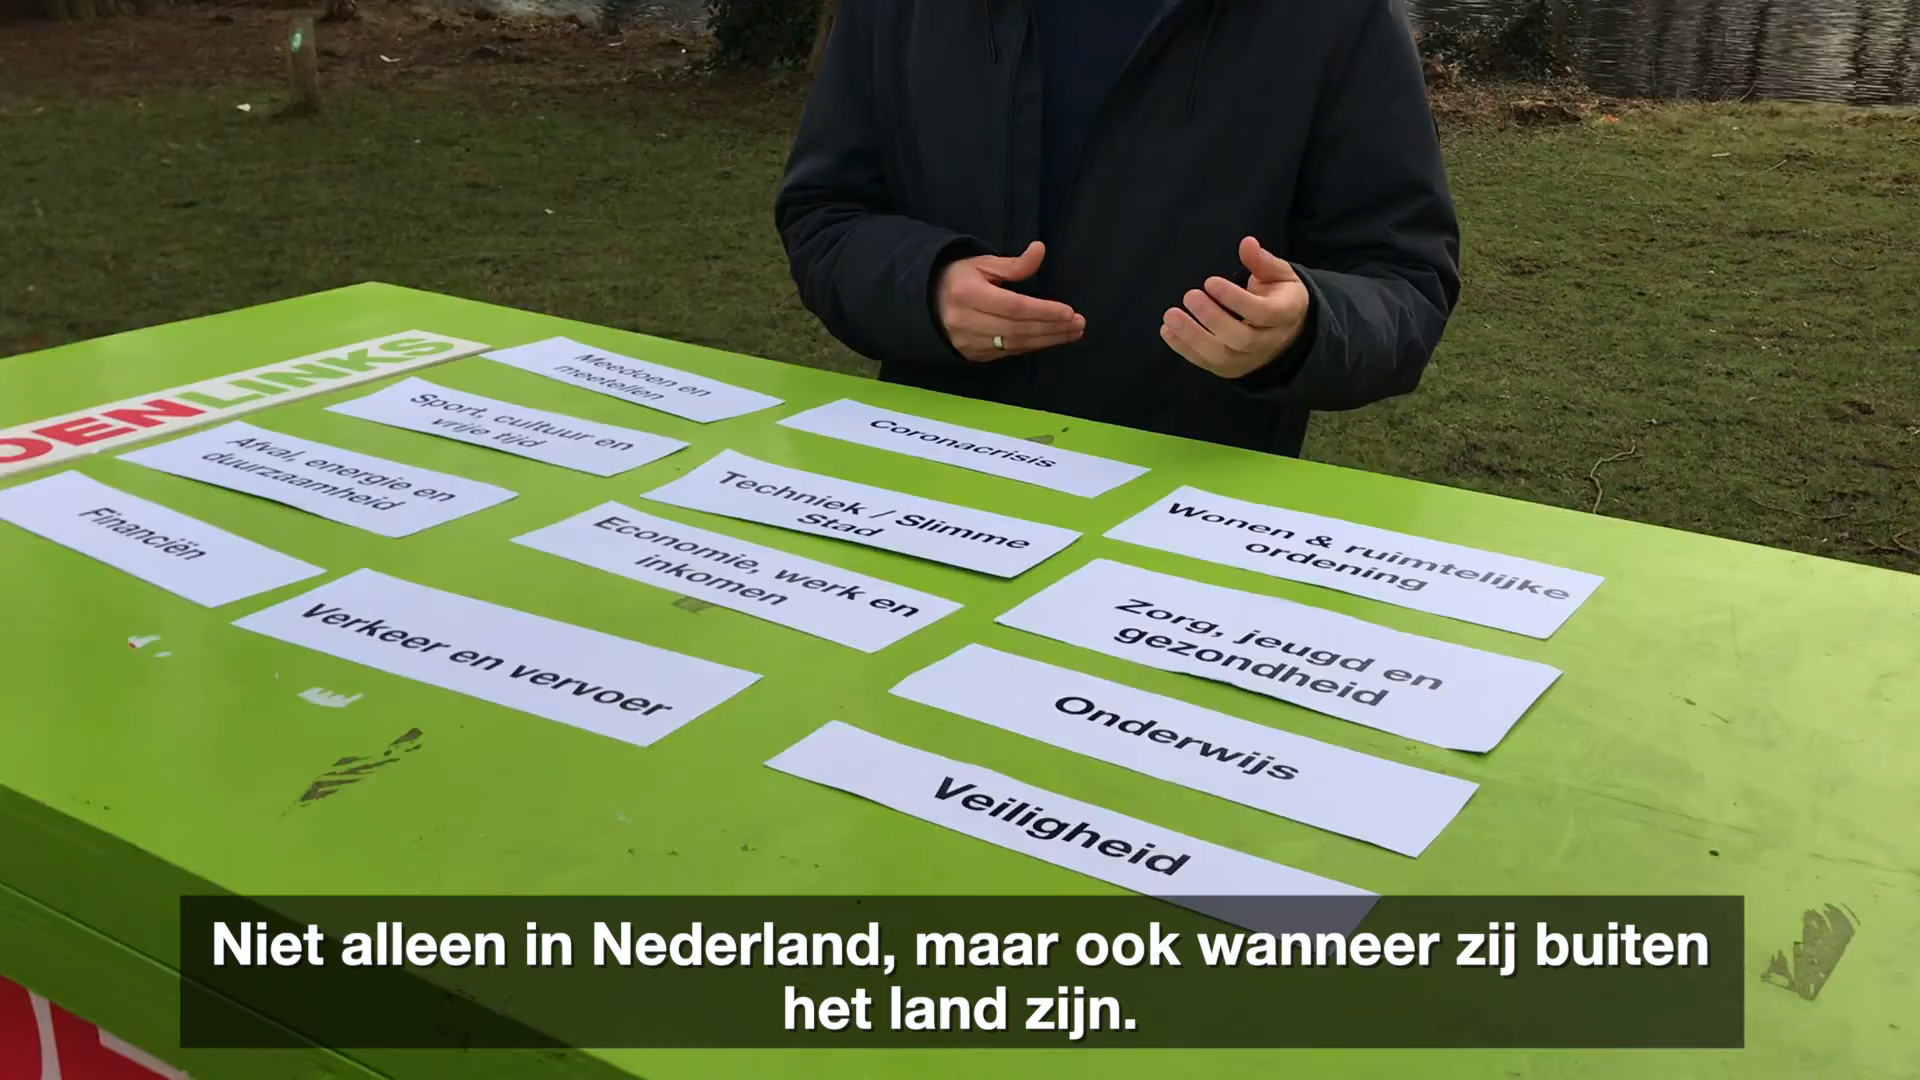 OENLINKS
Meedoen en
meetellen
Sport, cultuur en
vrije tijd
Coronacrisis
Afval, energie en
duurzaamheid
Techniek / Slimme
Stad
Wonen & ruimtelijke
ordening
Financiën
Economie, werk en
inkomen
Zorg, jeugd en
gezondheid
Verkeer en vervoer
Onderwijs
Veiligheid
Niet alleen in Nederland, maar ook wanneer zij buiten
het land zijn.